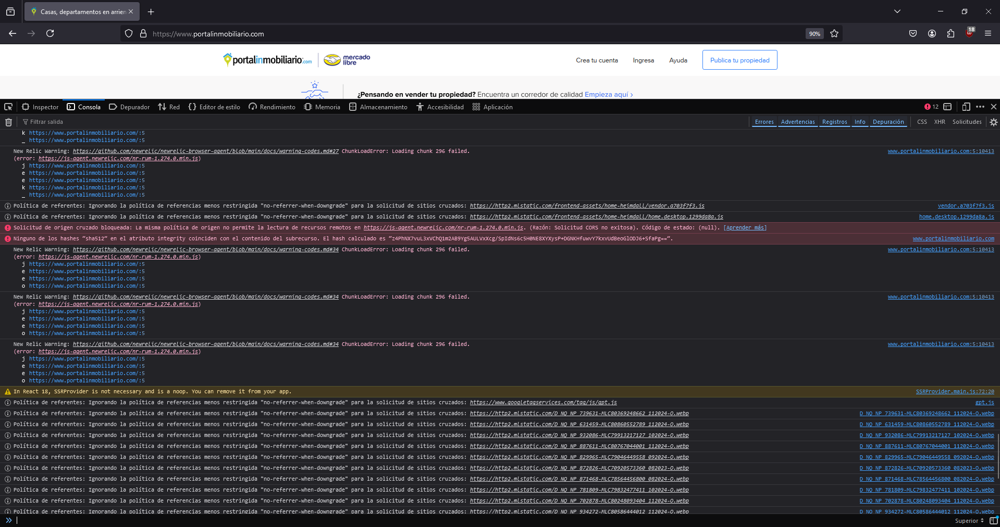 Casas, departamentos en arrien
https://www.portalinmobiliario.com
90%
18
portalinmobiliario.com
mercado
libre
Crea tu cuenta
Ingresa
Ayuda
Publica tu propiedad
¿Pensando en vender tu propiedad? Encuentra un corredor de calidad Empieza aquí ›
Inspector
Consola
Depurador
Red
Editor de estilo
Rendimiento
Memoria
Almacenamiento
Accesibilidad
Aplicación
12
Filtrar salida
Errores
Advertencias
Registros
Info
Depuración
CSS
XHR
Solicitudes
k https://www.portalinmobiliario.com/:5
_ https://www.portalinmobiliario.com/:5
New Relic Warning: https://github.com/newrelic/newrelic-browser-agent/blob/main/docs/warning-codes.md#27 ChunkLoadError: Loading chunk 296 failed. www.portalinmobiliario.com:5:10413
(error: https://js-agent.newrelic.com/nr-rum-1.274.0.min.js)
j https://www.portalinmobiliario.com/:5
e https://www.portalinmobiliario.com/:5
e https://www.portalinmobiliario.com/:5
k https://www.portalinmobiliario.com/:5
_ https://www.portalinmobiliario.com/:5
Política de referentes: Ignorando la política de referencias menos restringida "no-referrer-when-downgrade" para la solicitud de sitios cruzados: https://http2.mlstatic.com/frontend-assets/home-heimdall/vendor.a703f7f3.js vendor.a703f7f3.js
Política de referentes: Ignorando la política de referencias menos restringida "no-referrer-when-downgrade" para la solicitud de sitios cruzados: https://http2.mlstatic.com/frontend-assets/home-heimdall/home.desktop.1299da8a.js home.desktop.1299da8a.js
Solicitud de origen cruzado bloqueada: La misma política de origen no permite la lectura de recursos remotos en https://js-agent.newrelic.com/nr-rum-1.274.0.min.js. (Razón: Solicitud CORS no exitosa). Código de estado: (null). [Aprender más]
Ninguno de los hashes “sha512” en el atributo integrity coinciden con el contenido del subrecurso. El hash calculado es “z4PhNX7vuL3xVChQ1m2AB9Yg5AULVxXcg/SpIdNs6c5H0NE8XYXysP+DGNKHfuwvY7kxvUdBeoGlODJ6+SfaPg==”. www.portalinmobiliario.com
New Relic Warning: https://github.com/newrelic/newrelic-browser-agent/blob/main/docs/warning-codes.md#34 ChunkLoadError: Loading chunk 296 failed. www.portalinmobiliario.com:5:10413
(error: https://js-agent.newrelic.com/nr-rum-1.274.0.min.js)
j https://www.portalinmobiliario.com/:5
e https://www.portalinmobiliario.com/:5
e https://www.portalinmobiliario.com/:5
o https://www.portalinmobiliario.com/:5
New Relic Warning: https://github.com/newrelic/newrelic-browser-agent/blob/main/docs/warning-codes.md#34 ChunkLoadError: Loading chunk 296 failed. www.portalinmobiliario.com:5:10413
(error: https://js-agent.newrelic.com/nr-rum-1.274.0.min.js)
j https://www.portalinmobiliario.com/:5
e https://www.portalinmobiliario.com/:5
e https://www.portalinmobiliario.com/:5
o https://www.portalinmobiliario.com/:5
New Relic Warning: https://github.com/newrelic/newrelic-browser-agent/blob/main/docs/warning-codes.md#34 ChunkLoadError: Loading chunk 296 failed. www.portalinmobiliario.com:5:10413
(error: https://js-agent.newrelic.com/nr-rum-1.274.0.min.js)
j https://www.portalinmobiliario.com/:5
e https://www.portalinmobiliario.com/:5
e https://www.portalinmobiliario.com/:5
o https://www.portalinmobiliario.com/:5
In React 18, SSRProvider is not necessary and is a noop. You can remove it from your app. SSRProvider.main.js:72:20
Política de referentes: Ignorando la política de referencias menos restringida "no-referrer-when-downgrade" para la solicitud de sitios cruzados: https://www.googletagservices.com/tag/js/gpt.js gpt.js
Política de referentes: Ignorando la política de referencias menos restringida "no-referrer-when-downgrade" para la solicitud de sitios cruzados: https://http2.mlstatic.com/D_NQ_NP_739631-MLC80369248662_112024-O.webp D_NQ_NP_739631-MLC80369248662_112024-O.webp
Política de referentes: Ignorando la política de referencias menos restringida "no-referrer-when-downgrade" para la solicitud de sitios cruzados: https://http2.mlstatic.com/D_NQ_NP_631459-MLC80860552789_112024-O.webp D_NQ_NP_631459-MLC80860552789_112024-O.webp
Política de referentes: Ignorando la política de referencias menos restringida "no-referrer-when-downgrade" para la solicitud de sitios cruzados: https://http2.mlstatic.com/D_NQ_NP_932086-MLC79913217127_102024-O.webp D_NQ_NP_932086-MLC79913217127_102024-O.webp
Política de referentes: Ignorando la política de referencias menos restringida "no-referrer-when-downgrade" para la solicitud de sitios cruzados: https://http2.mlstatic.com/D_NQ_NP_887611-MLC80767044001_112024-O.webp D_NQ_NP_887611-MLC80767044001_112024-O.webp
Política de referentes: Ignorando la política de referencias menos restringida "no-referrer-when-downgrade" para la solicitud de sitios cruzados: https://http2.mlstatic.com/D_NQ_NP_829965-MLC79046449558_092024-O.webp D_NQ_NP_829965-MLC79046449558_092024-O.webp
Política de referentes: Ignorando la política de referencias menos restringida "no-referrer-when-downgrade" para la solicitud de sitios cruzados: https://http2.mlstatic.com/D_NQ_NP_872826-MLC70920573360_082023-O.webp D_NQ_NP_872826-MLC70920573360_082023-O.webp
Política de referentes: Ignorando la política de referencias menos restringida "no-referrer-when-downgrade" para la solicitud de sitios cruzados: https://http2.mlstatic.com/D_NQ_NP_871468-MLC78564456800_082024-O.webp D_NQ_NP_871468-MLC78564456800_082024-O.webp
Política de referentes: Ignorando la política de referencias menos restringida "no-referrer-when-downgrade" para la solicitud de sitios cruzados: https://http2.mlstatic.com/D_NQ_NP_781809-MLC79832477411_102024-O.webp D_NQ_NP_781809-MLC79832477411_102024-O.webp
Política de referentes: Ignorando la política de referencias menos restringida "no-referrer-when-downgrade" para la solicitud de sitios cruzados: https://http2.mlstatic.com/D_NQ_NP_702878-MLC80248093404_112024-O.webp D_NQ_NP_702878-MLC80248093404_112024-O.webp
Política de referentes: Ignorando la política de referencias menos restringida "no-referrer-when-downgrade" para la solicitud de sitios cruzados: https://http2.mlstatic.com/D_NQ_NP_934272-MLC80586444012_112024-O.webp D_NQ_NP_934272-MLC80586444012_112024-O.webp
Superior